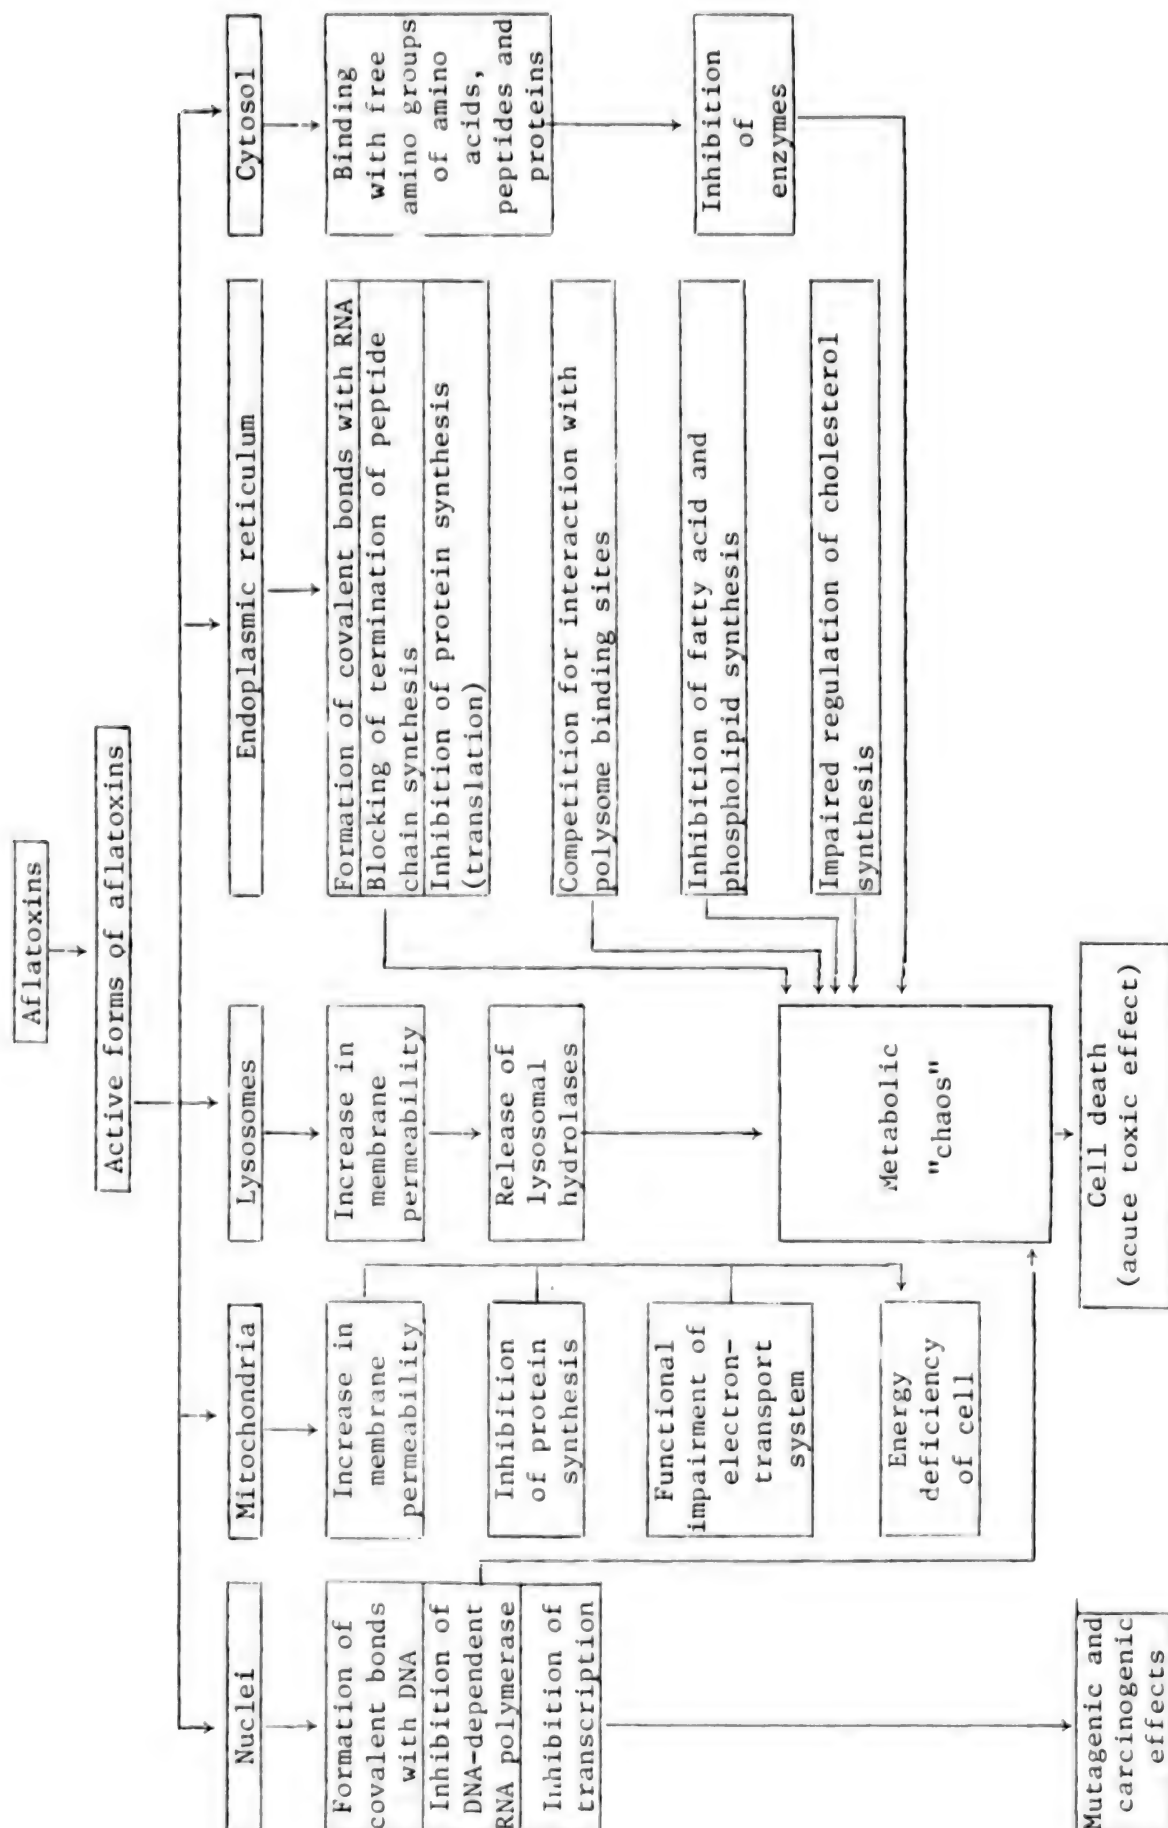 Aflatoxins
Active forms of aflatoxins
Nuclei
Mitochondria
Lysosomes
Endoplasmic reticulum
Cytosol
Formation of
covalent bonds
with DNA
Inhibition of
DNA-dependent
RNA polymerase
Inhibition of
transcription
Increase in
membrane
permeability
Inhibition
of protein
synthesis
Functional
impairment of
electron-
transport
system
Energy
deficiency
of cell
Increase in
membrane
permeability
Release of
lysosomal
hydrolases
Formation of covalent bonds with RNA
Blocking of termination of peptide
chain synthesis
Inhibition of protein synthesis
(translation)
Competition for interaction with
polysome binding sites
Inhibition of fatty acid and
phospholipid synthesis
Impaired regulation of cholesterol
synthesis
Binding
with free
amino groups
of amino
acids,
peptides and
proteins
Inhibition
of
enzymes
Metabolic
"chaos"
Mutagenic and
carcinogenic
effects
Cell death
(acute toxic effect)